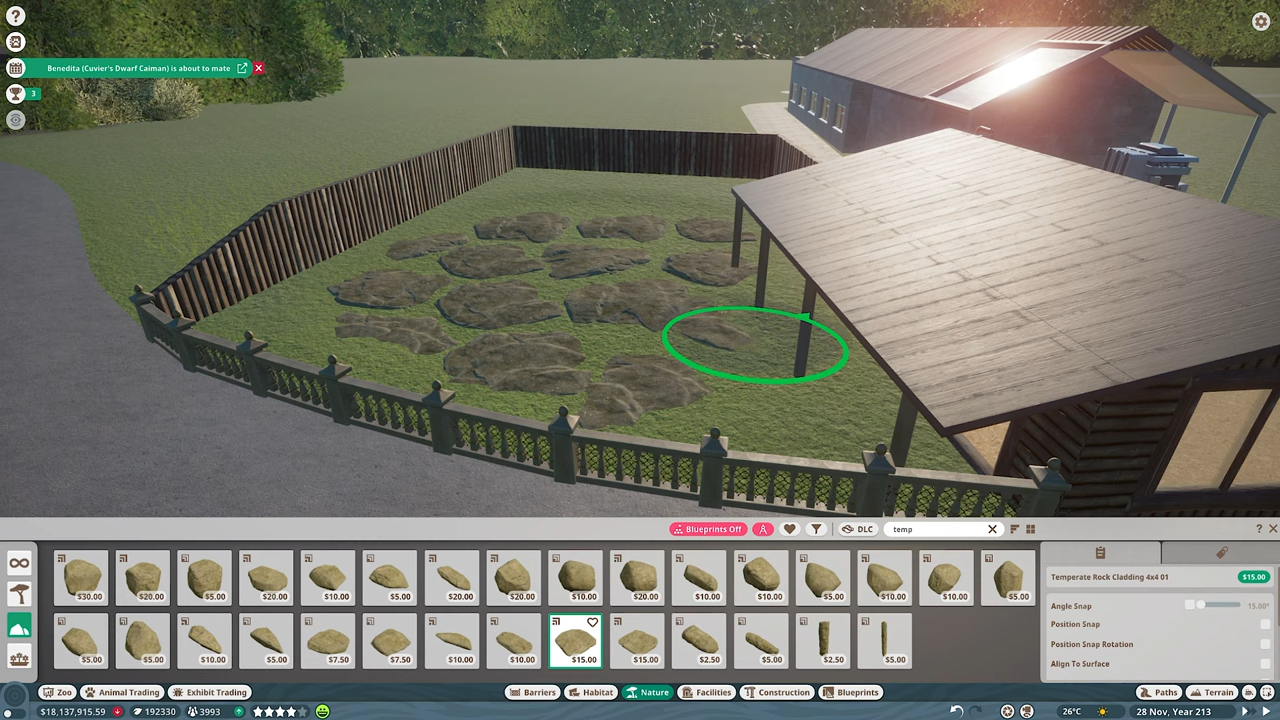 ?
Benedita (Cuvier's Dwarf Caiman) is about to mate
3
Blueprints Off
DLC
temp
?
$30.00 $20.00 $5.00 $20.00 $10.00 $5.00 $20.00 $20.00 $10.00 $20.00 $10.00 $10.00 $5.00 $10.00 $10.00 $5.00
$5.00 $5.00 $10.00 $5.00 $7.50 $7.50 $10.00 $10.00 $15.00 $15.00 $2.50 $5.00 $2.50 $5.00
Temperate Rock Cladding 4x4 01 $15.00
Angle Snap 15.00°
Position Snap
Position Snap Rotation
Align To Surface
Zoo Animal Trading Exhibit Trading Barriers Habitat Nature Facilities Construction Blueprints Paths Terrain
$18,137,915.59 192330 3993 26°C 28 Nov, Year 213